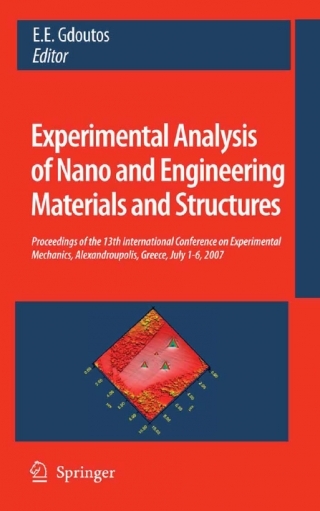 E.E. Gdoutos
Editor
Experimental Analysis
of Nano and Engineering
Materials and Structures
Proceedings of the 13th international Conference on Experimental
Mechanics, Alexandroupolis, Greece, July 1-6, 2007
Springer